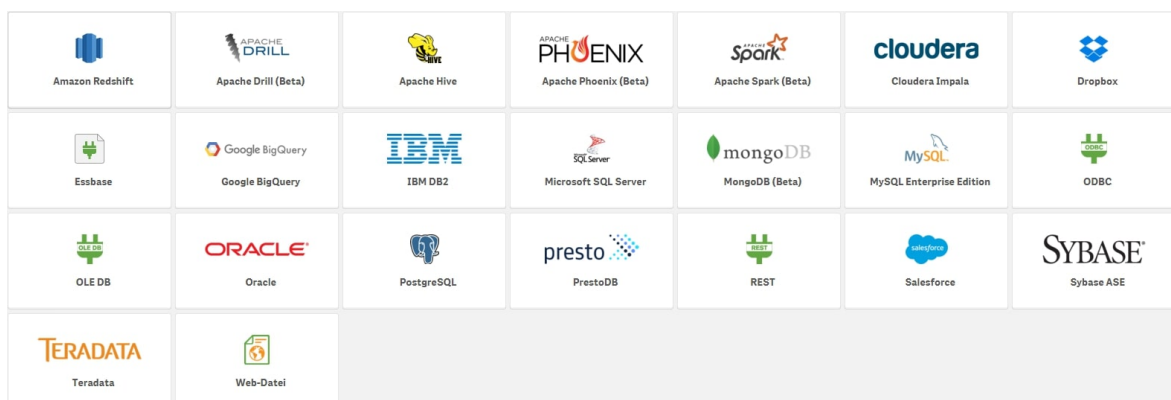 APACHE
DRILL
HIVE
APACHE
PHOENIX
APACHE
Spark
cloudera
Amazon Redshift
Apache Drill (Beta)
Apache Hive
Apache Phoenix (Beta)
Apache Spark (Beta)
Cloudera Impala
Dropbox
Google BigQuery
IBM
SQL Server
mongoDB
MySQL
ODBC
Essbase
Google BigQuery
IBM DB2
Microsoft SQL Server
MongoDB (Beta)
MySQL Enterprise Edition
ODBC
OLE DB
ORACLE
presto
REST
salesforce
SYBASE
OLE DB
Oracle
PostgreSQL
PrestoDB
REST
Salesforce
Sybase ASE
TERADATA
Teradata
Web-Datei